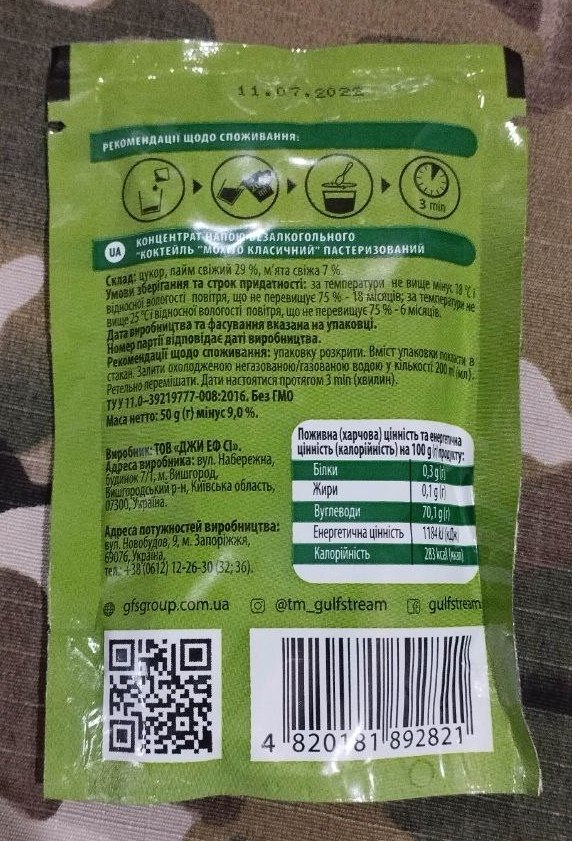 11.07.2022
РЕКОМЕНДАЦІЇ ЩОДО СПОЖИВАННЯ:
3 min
UA
КОНЦЕНТРАТ НАПОЮ БЕЗАЛКОГОЛЬНОГО
"КОКТЕЙЛЬ "МОХІТО КЛАСИЧНИЙ" ПАСТЕРИЗОВАНИЙ
Склад: цукор, лайм свіжий 29 %, м'ята свіжа 7 %.
Умови зберігання та строк придатності: за температури не вище мінус 18 °С і
відносної вологості повітря, що не перевищує 75 % - 18 місяців; за температури не
вище 25 °С і відносної вологості повітря, що не перевищує 75 % - 6 місяців.
Дата виробництва та фасування вказана на упаковці.
Номер партії відповідає даті виробництва.
Рекомендації щодо споживання: упаковку розкрити. Вміст упаковки покласти в
стакан. Залити охолодженою негазованою/газованою водою у кількості 200 ml (мл).
Ретельно перемішати. Дати настоятися протягом 3 min (хвилин).
ТУ У 11.0-39219777-008:2016. Без ГМО
Маса нетто: 50 g (г) мінус 9,0 %.
Виробник: ТОВ «ДЖИ ЕФ СІ».
Адреса виробника: вул. Набережна,
будинок 7/1, м. Вишгород,
Вишгородський р-н, Київська область,
07300, Україна.
Адреса потужностей виробництва:
вул. Новобудов, 9, м. Запоріжжя,
69076, Україна,
тел.: +38 (0612) 12-26-30 (32; 36).
Поживна (харчова) цінність та енергетична
цінність (калорійність) на 100 g (г) продукту:
Білки 0,3 g (г)
Жири 0,1 g (г)
Вуглеводи 70,1 g (г)
Енергетична цінність 1184 kJ (кДж)
Калорійність 283 kcal (ккал)
gfsgroup.com.ua @tm_gulfstream gulfstream
4 820181 892821